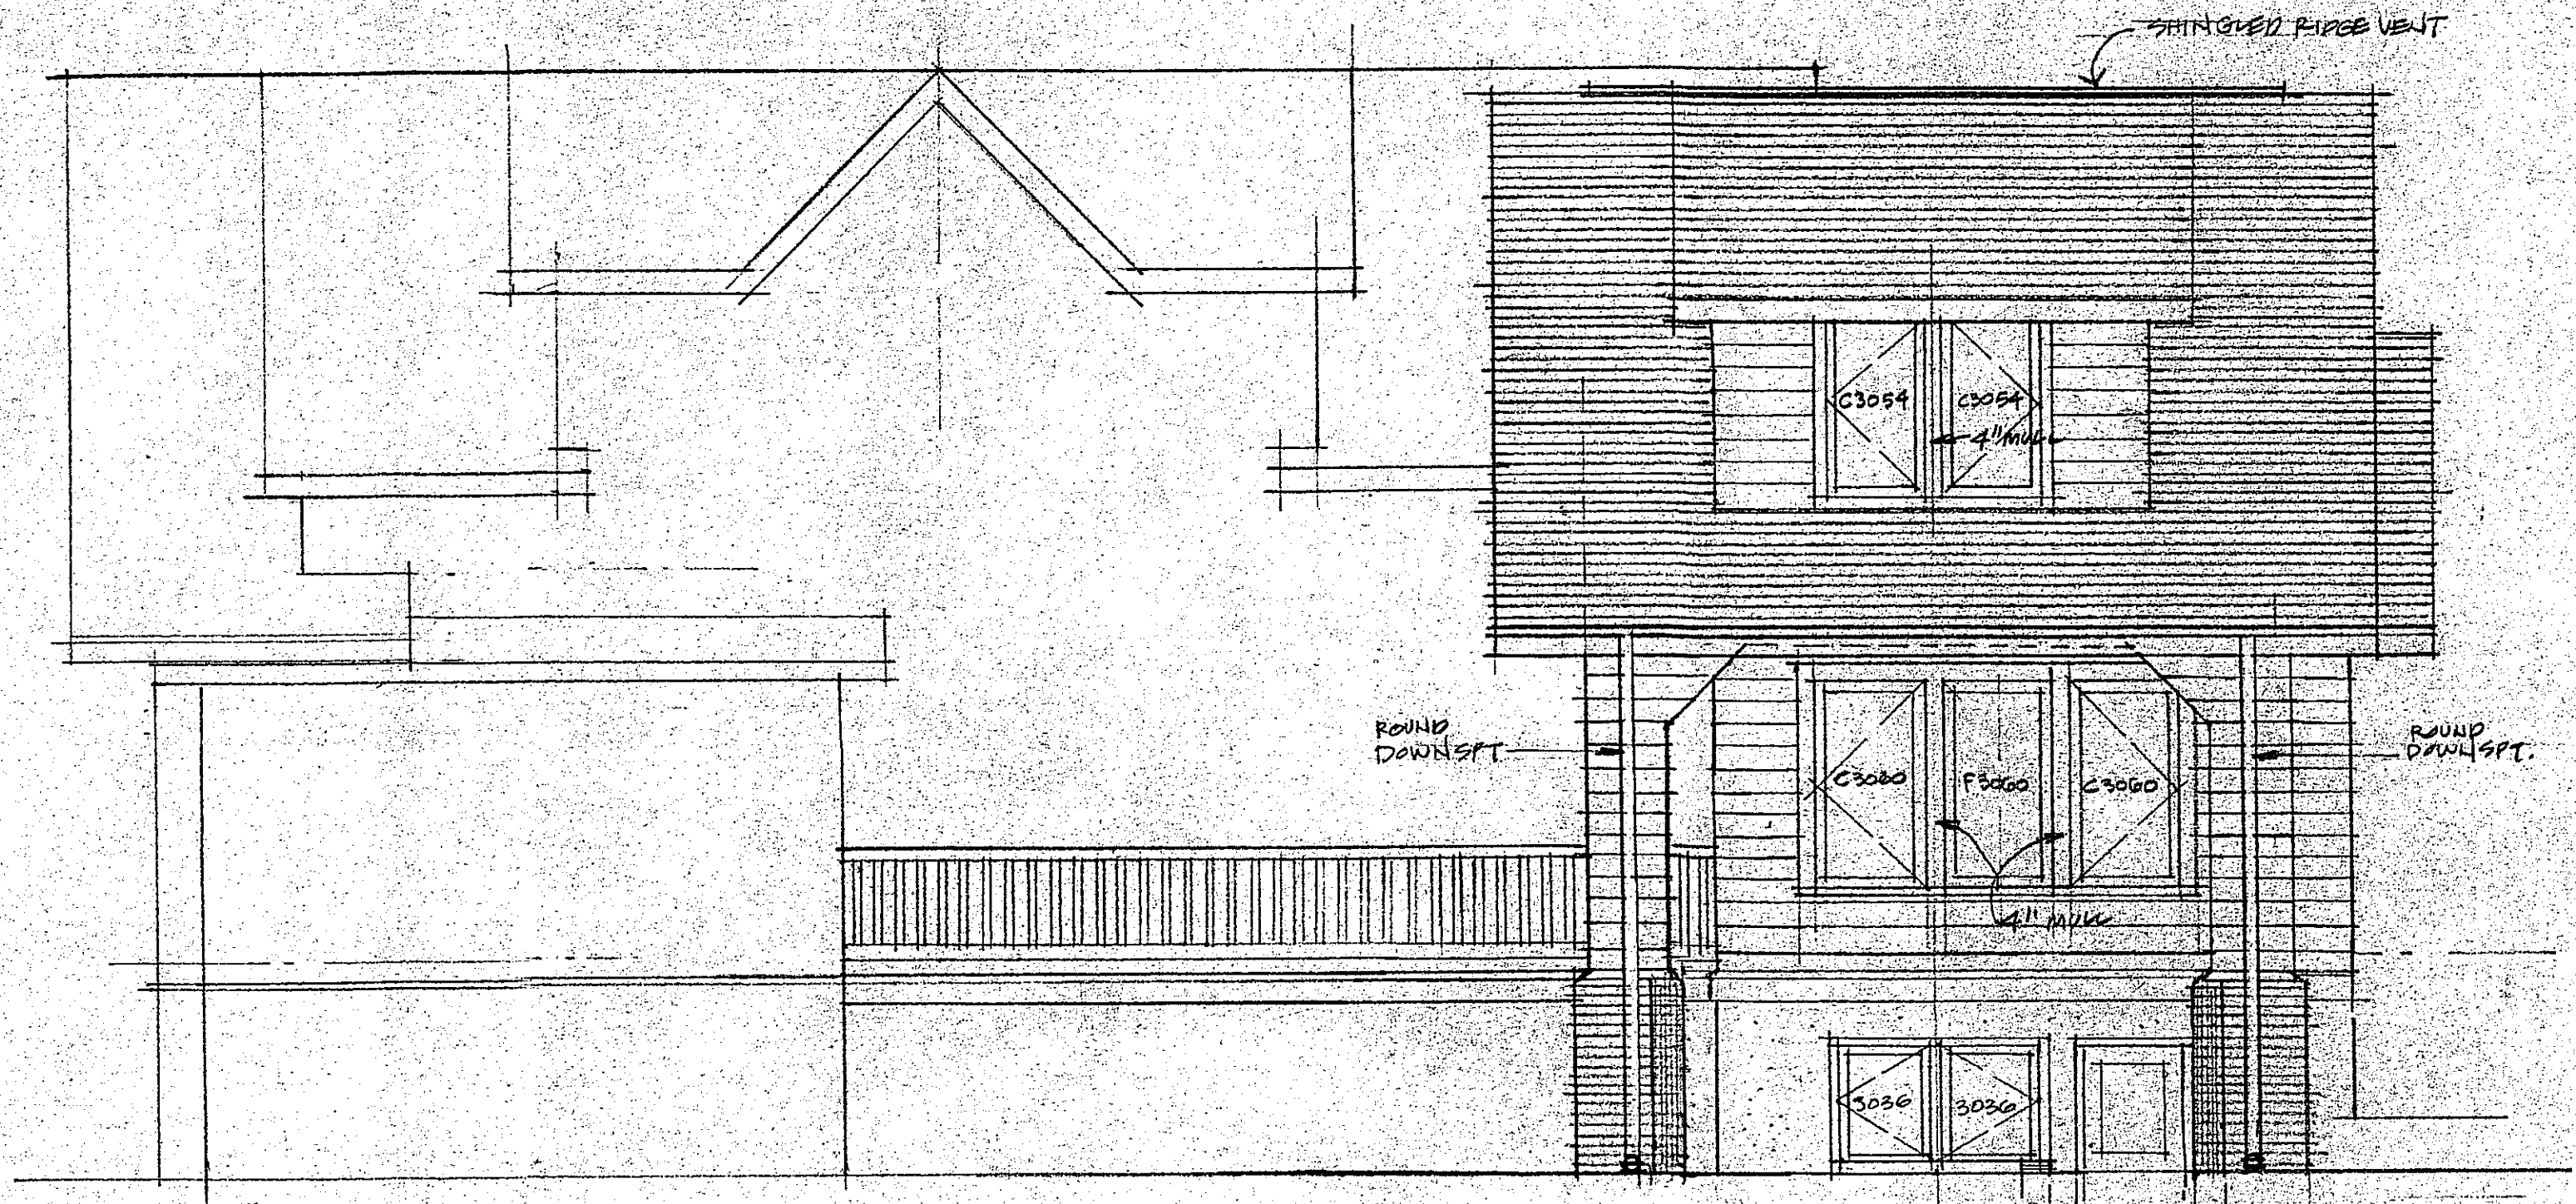 SHINGLED RIDGE VENT
C3054 C3054
4" MULL
ROUND
DOWNSPT
ROUND
DOWNSPT.
C3060 F3060 C3060
4" MULL
3036 3036